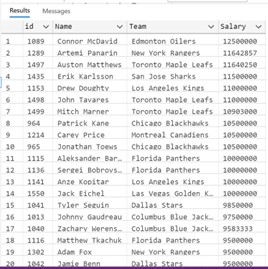 Results Messages
id Name Team Salary
1 1089 Connor McDavid Edmonton Oilers 12500000
2 1289 Artemi Panarin New York Rangers 11642857
3 1497 Auston Matthews Toronto Maple Leafs 11640250
4 1435 Erik Karlsson San Jose Sharks 11500000
5 1153 Drew Doughty Los Angeles Kings 11000000
6 1498 John Tavares Toronto Maple Leafs 11000000
7 1499 Mitch Marner Toronto Maple Leafs 10903000
8 964 Patrick Kane Chicago Blackhawks 10500000
9 1214 Carey Price Montreal Canadiens 10500000
10 965 Jonathan Toews Chicago Blackhawks 10500000
11 1115 Aleksander Bar... Florida Panthers 10000000
12 1136 Sergei Bobrovs... Florida Panthers 10000000
13 1141 Anze Kopitar Los Angeles Kings 10000000
14 1550 Jack Eichel Las Vegas Golden K... 10000000
15 1041 Tyler Seguin Dallas Stars 9850000
16 1013 Johnny Gaudreau Columbus Blue Jack... 9750000
17 1040 Zachary Werens... Columbus Blue Jack... 9583333
18 1116 Matthew Tkachuk Florida Panthers 9500000
19 1302 Adam Fox New York Rangers 9500000
20 1042 Jamie Benn Dallas Stars 9500000